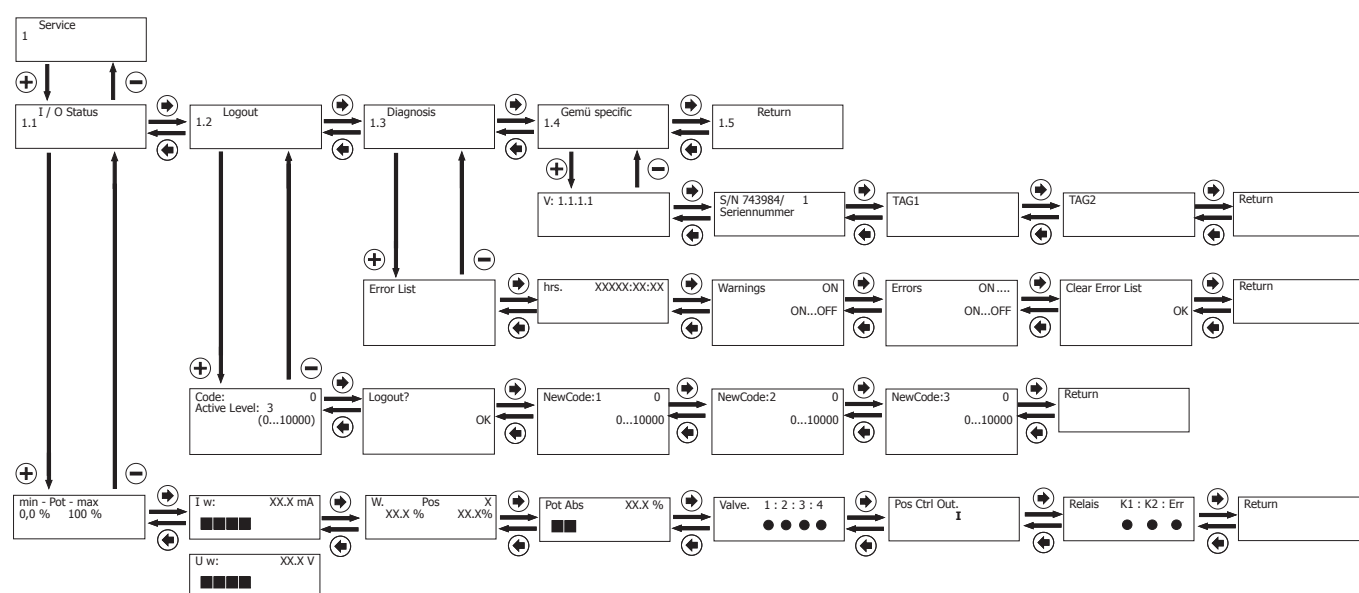 Service
1
I / O Status
1.1
Logout
1.2
Diagnosis
1.3
Gemü specific
1.4
Return
1.5
V: 1.1.1.1
S/N 743984/ 1
Seriennummer
TAG1
TAG2
Return
Error List
hrs. XXXXX:XX:XX
Warnings ON
ON...OFF
Errors ON ....
ON...OFF
Clear Error List
OK
Return
Code: 0
Active Level: 3
(0...10000)
Logout?
OK
NewCode:1 0
0...10000
NewCode:2 0
0...10000
NewCode:3 0
0...10000
Return
min - Pot - max
0,0 % 100 %
I w: XX.X mA
W. Pos X
XX.X % XX.X%
Pot Abs XX.X %
Valve. 1 : 2 : 3 : 4
Pos Ctrl Out.
I
Relais K1 : K2 : Err
Return
U w: XX.X V